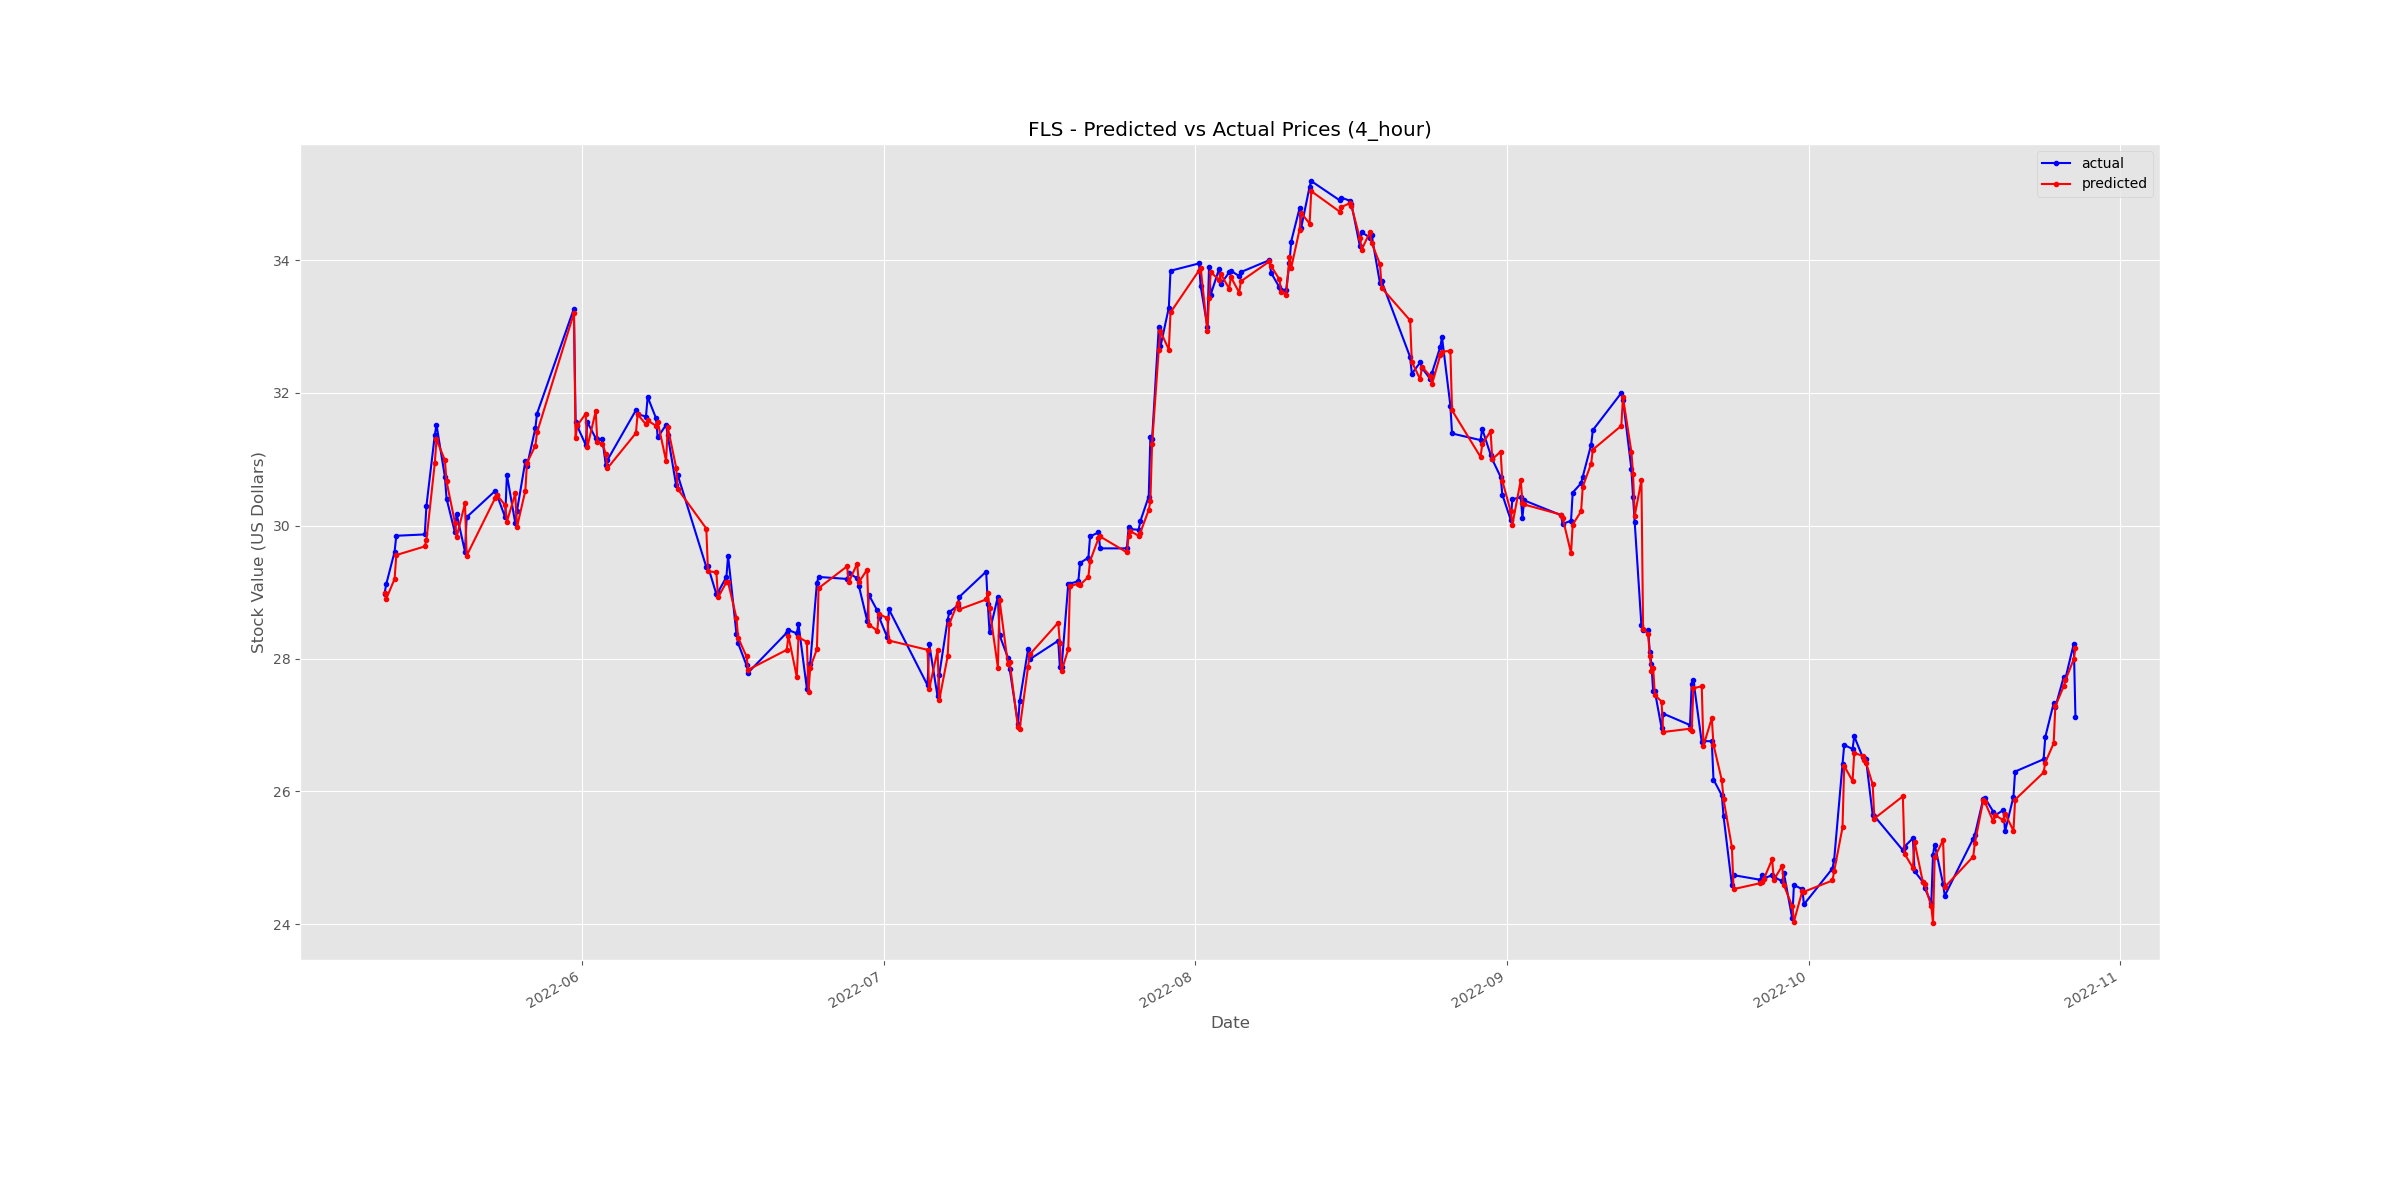 FLS - Predicted vs Actual Prices (4_hour)
actual
predicted
Stock Value (US Dollars)
34
32
30
28
26
24
2022-06
2022-07
2022-08
2022-09
2022-10
2022-11
Date